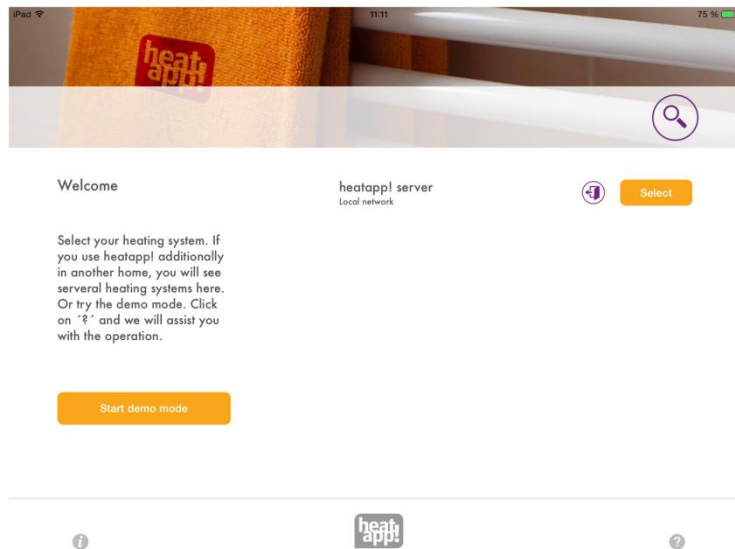 iPad
11:11
75 %
heat
app!
Welcome
heatapp! server
Local network
Select
Select your heating system. If
you use heatapp! additionally
in another home, you will see
serveral heating systems here.
Or try the demo mode. Click
on ´?´ and we will assist you
with the operation.
Start demo mode
i
heat
app!
?